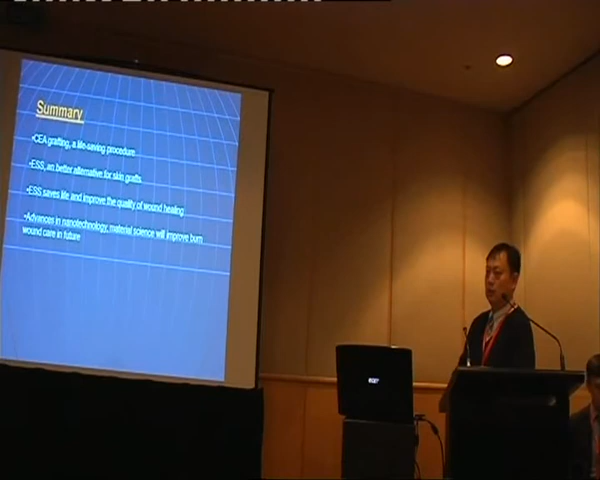 Summary
•CEA grafting, a life-saving procedure
•ESS, an better alternative for skin grafts
•ESS saves life and improve the quality of wound healing
•Advances in nanotechnology, material science will improve burn
wound care in future
acer